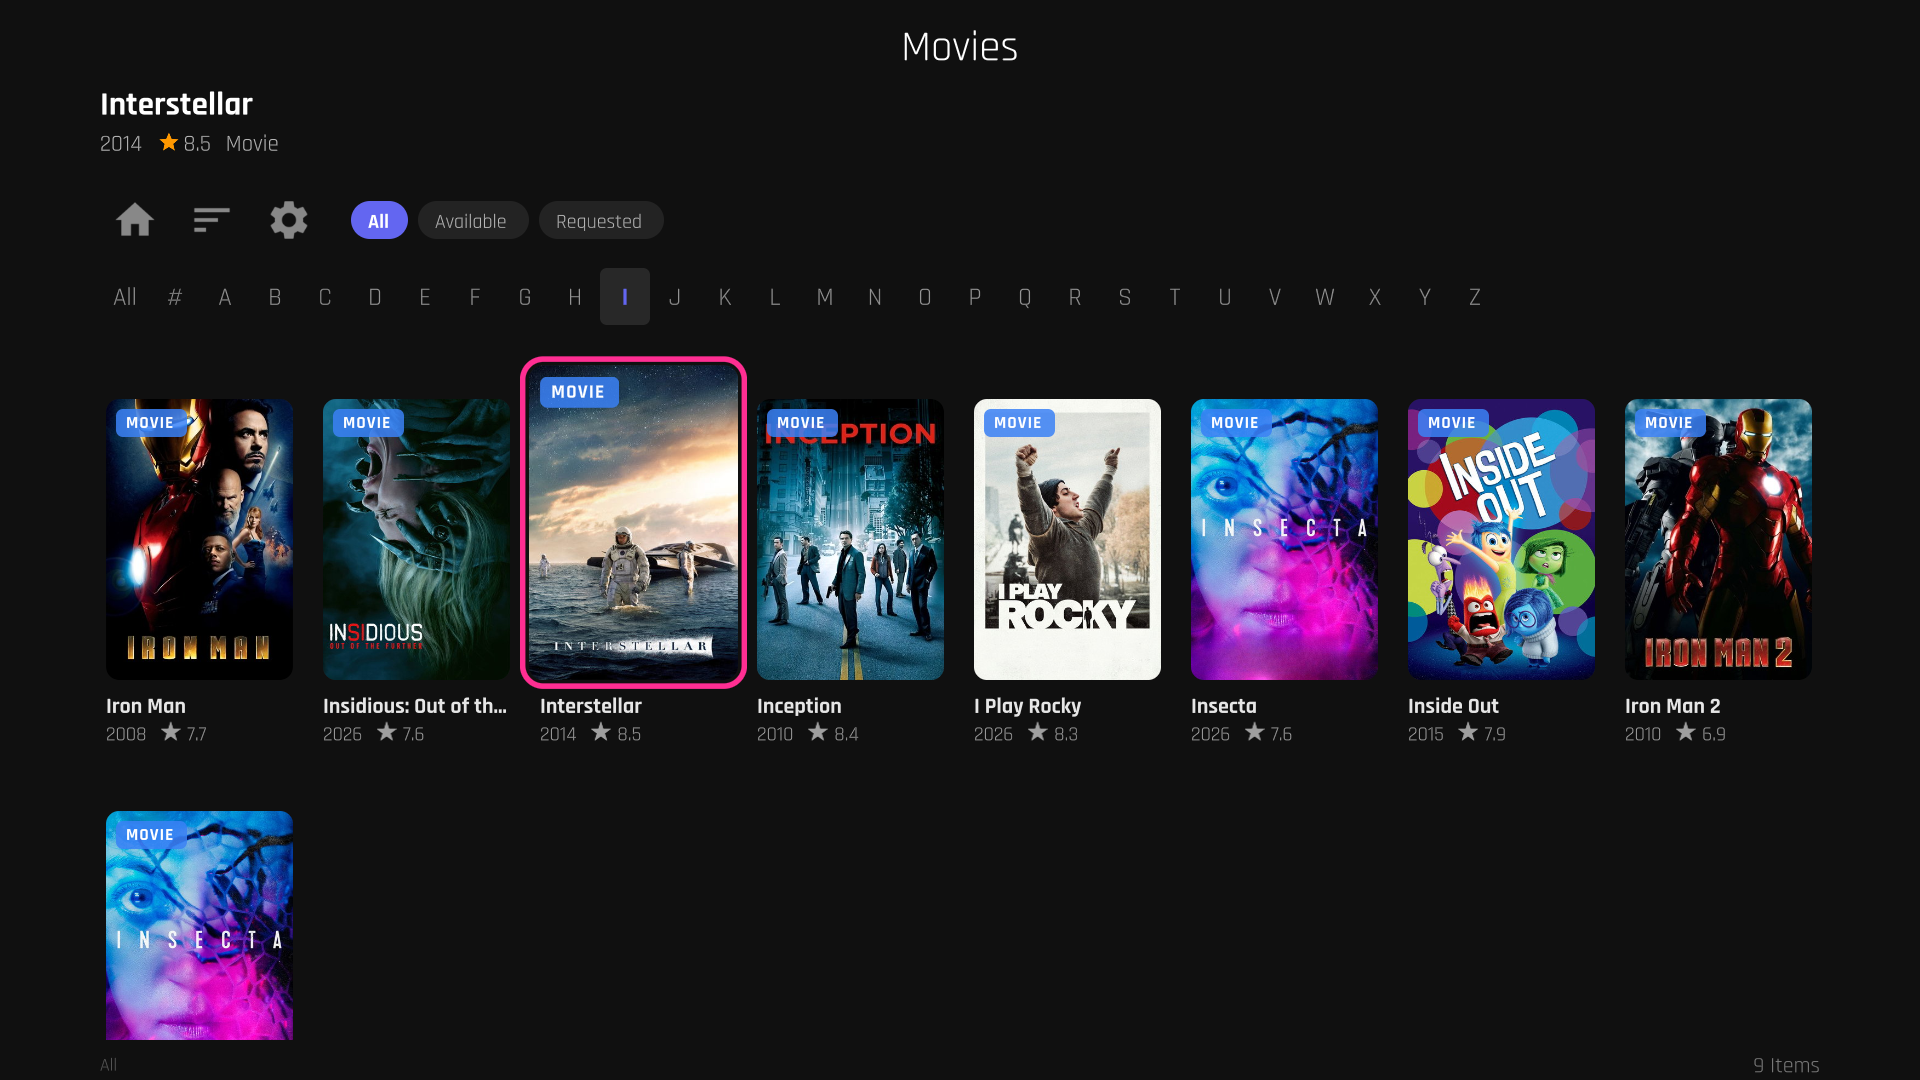 Movies
Interstellar
2014 8.5 Movie
All Available Requested
All # A B C D E F G H I J K L M N O P Q R S T U V W X Y Z
MOVIE
MOVIE MOVIE MOVIE MOVIE MOVIE MOVIE MOVIE
INCEPTION
INSIDE
OUT
INSECTA
I PLAY
ROCKY
INSIDIOUS
OUT OF THE FURTHER
INTERSTELLAR
IRON MAN
IRON MAN 2
Iron Man Insidious: Out of th... Interstellar Inception I Play Rocky Insecta Inside Out Iron Man 2
2008 7.7 2026 7.6 2014 8.5 2010 8.4 2026 8.3 2026 7.6 2015 7.9 2010 6.9
MOVIE
INSECTA
All 9 Items